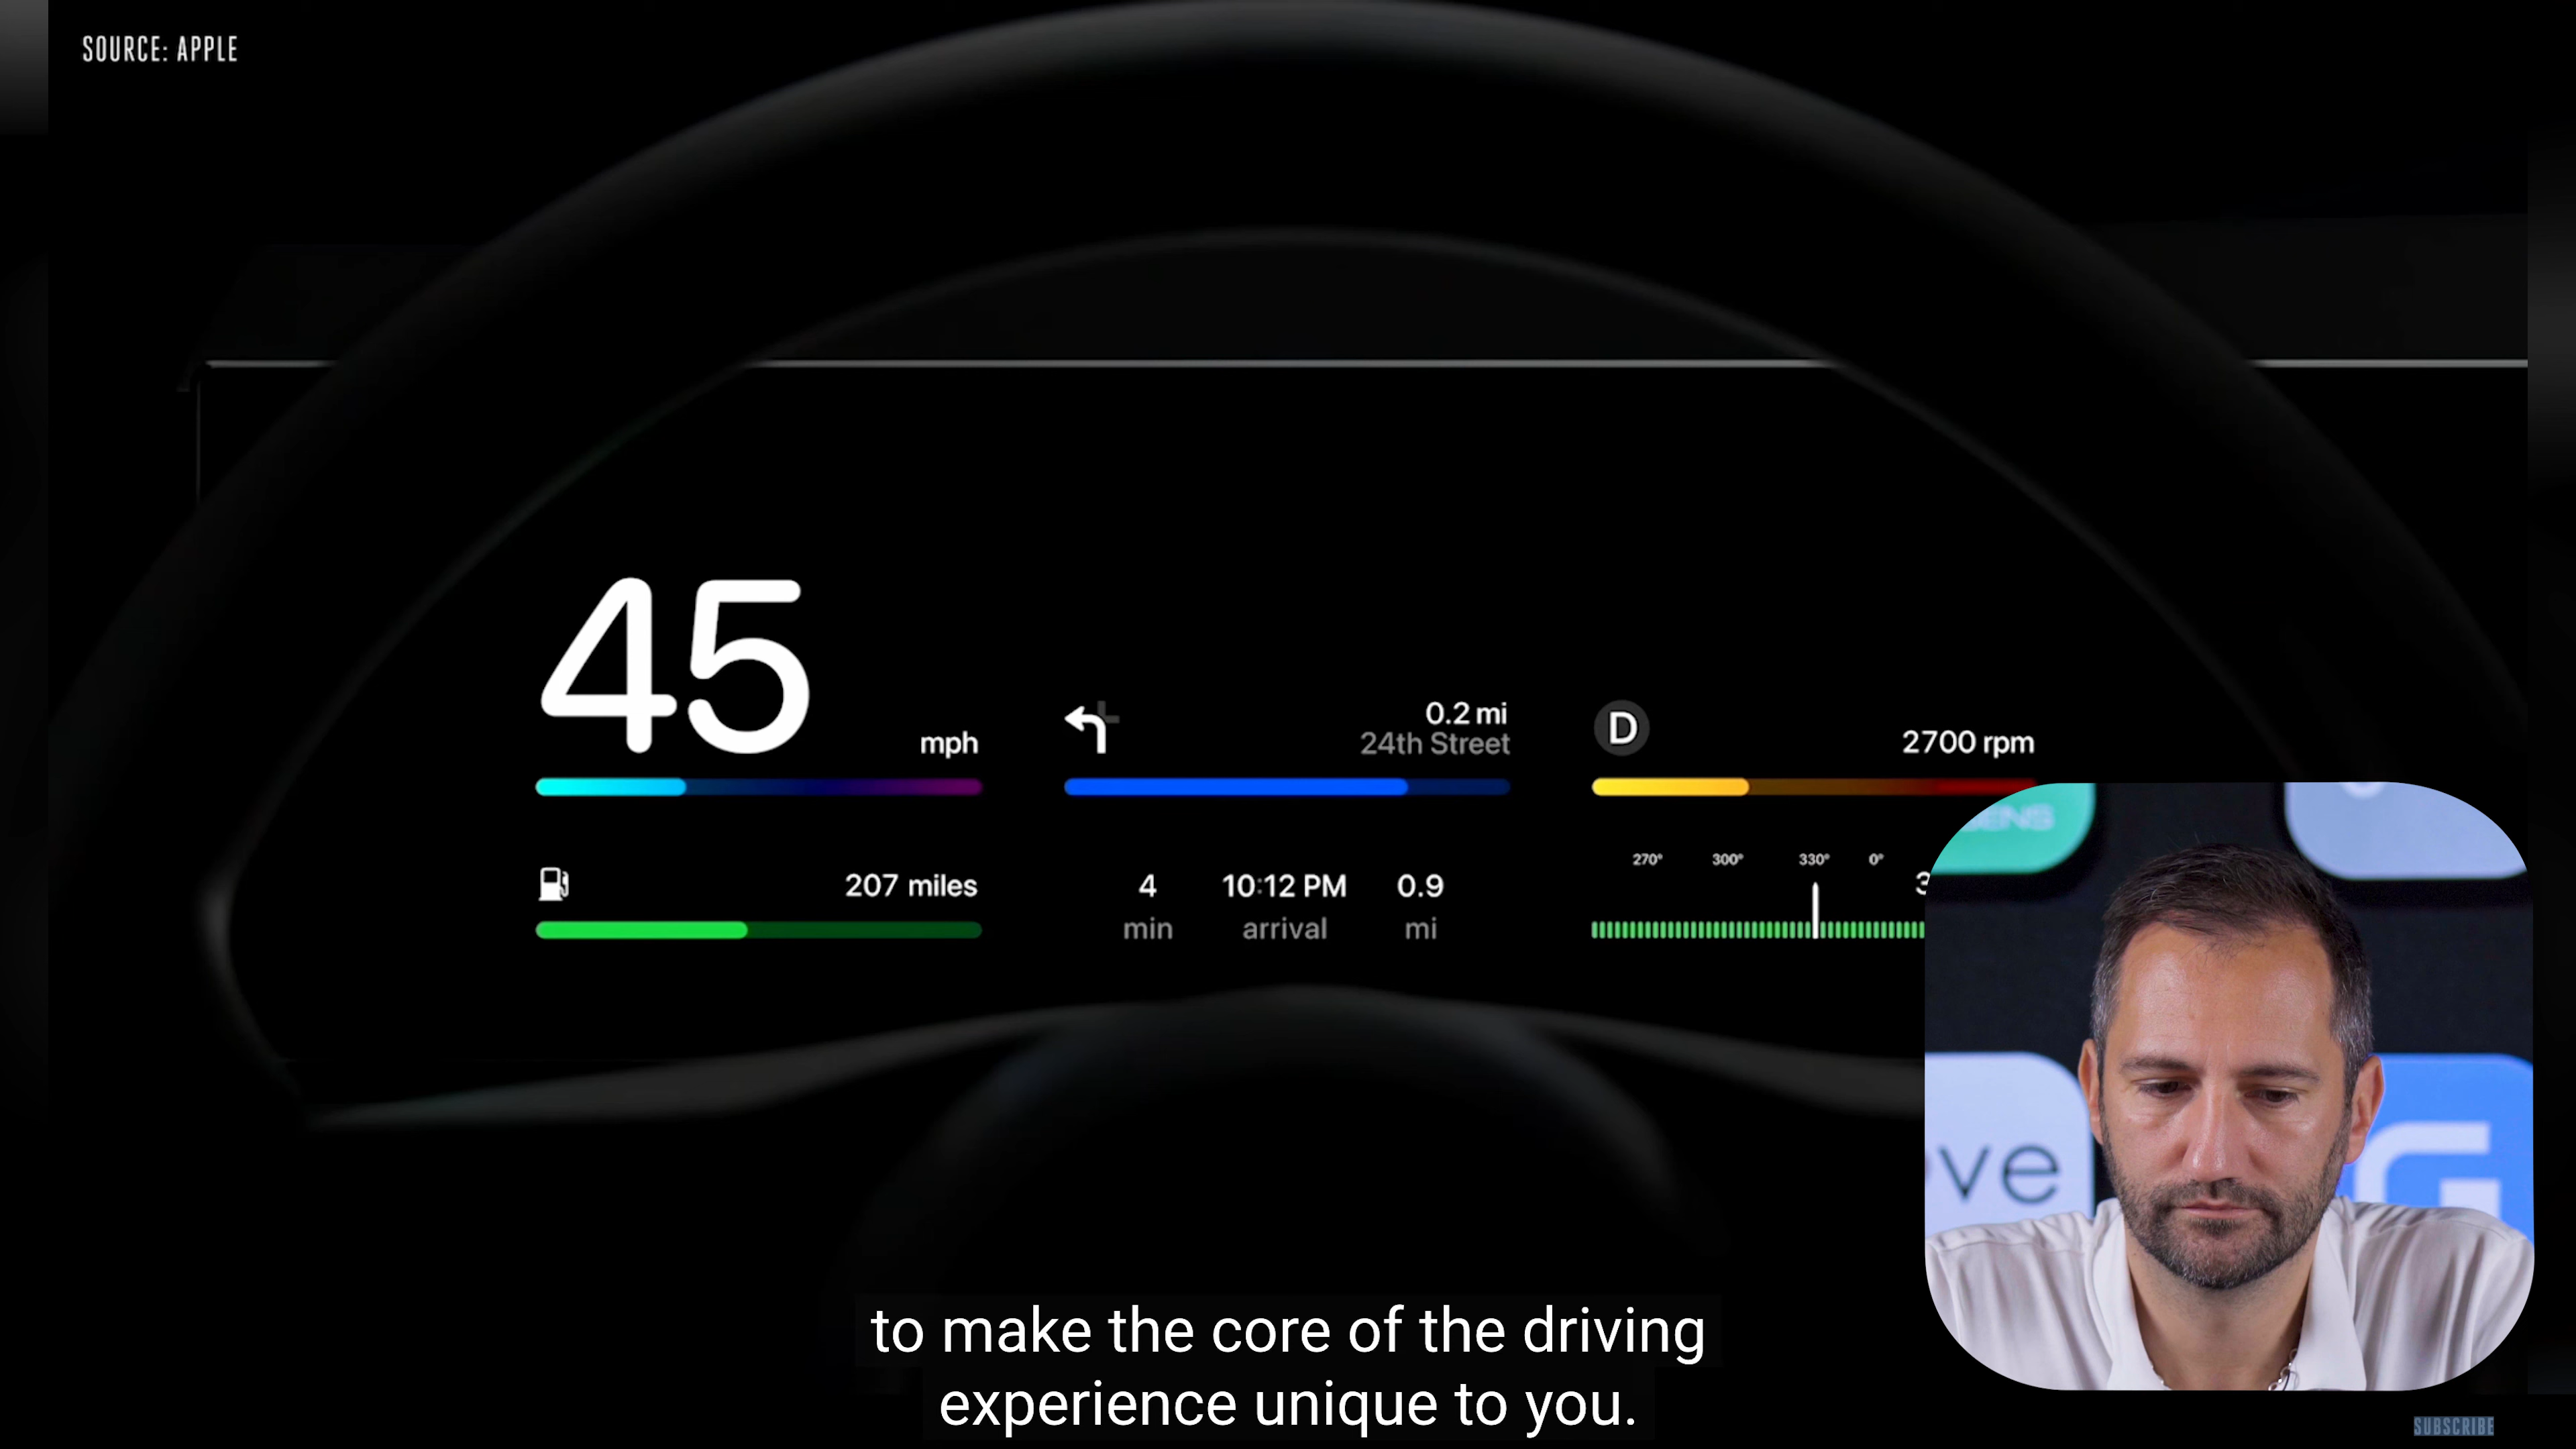 SOURCE: APPLE
45
mph
0.2 mi
24th Street
D
2700 rpm
207 miles
4
10:12 PM
0.9
min
arrival
mi
270°
300°
330°
0°
ve
G
to make the core of the driving
experience unique to you.
SUBSCRIBE